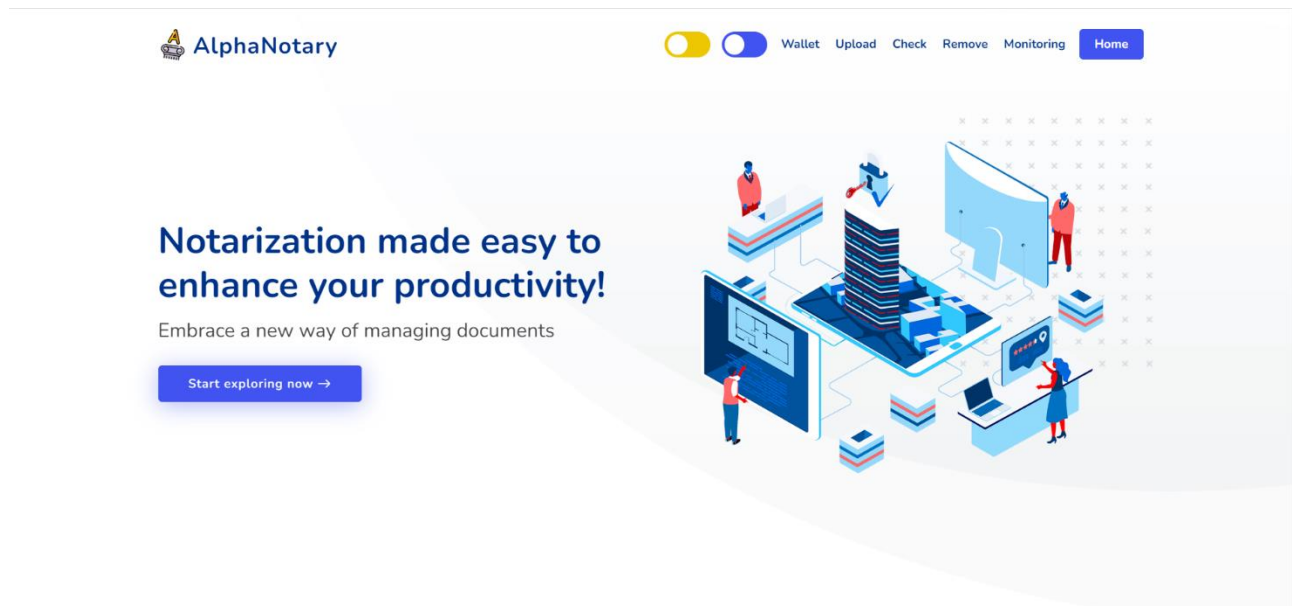 AlphaNotary
Wallet Upload Check Remove Monitoring Home
Notarization made easy to
enhance your productivity!
Embrace a new way of managing documents
Start exploring now →